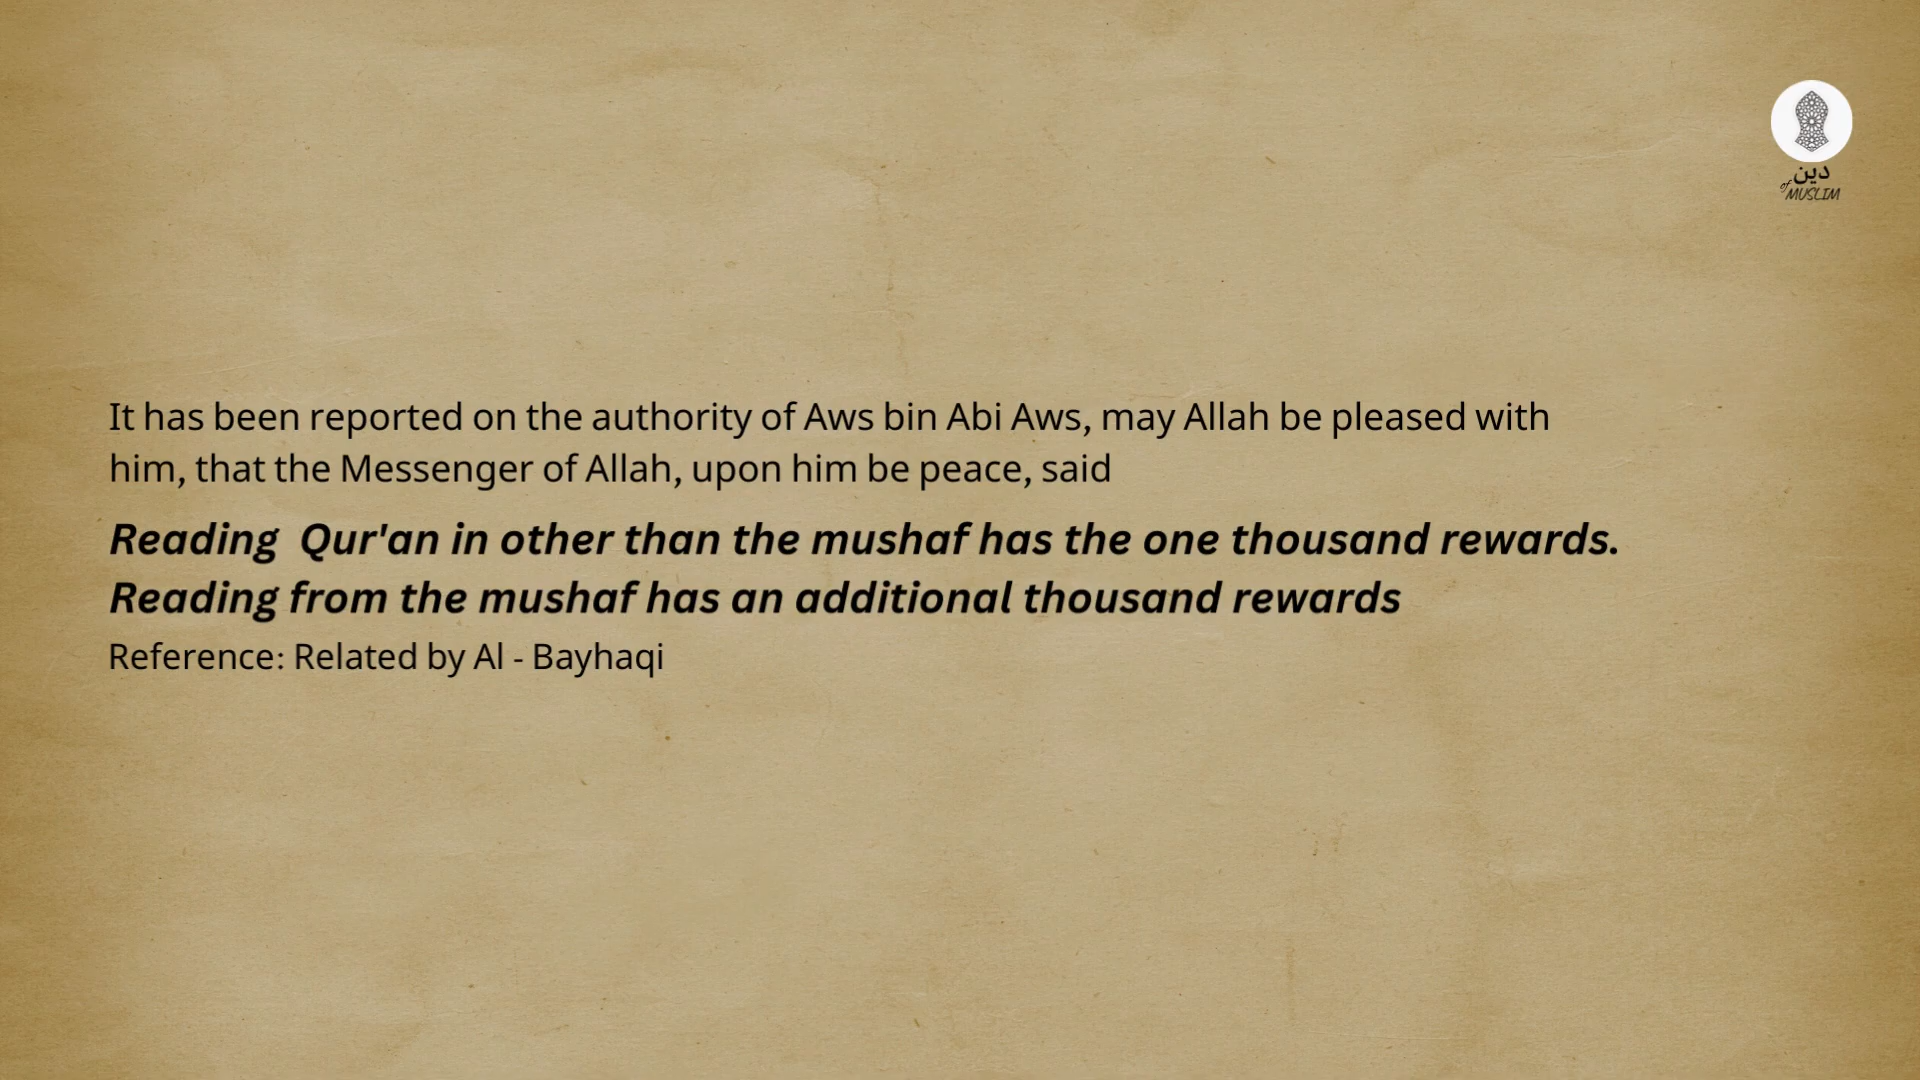 دين
of MUSLIM
It has been reported on the authority of Aws bin Abi Aws, may Allah be pleased with
him, that the Messenger of Allah, upon him be peace, said
Reading Qur'an in other than the mushaf has the one thousand rewards.
Reading from the mushaf has an additional thousand rewards
Reference: Related by Al - Bayhaqi